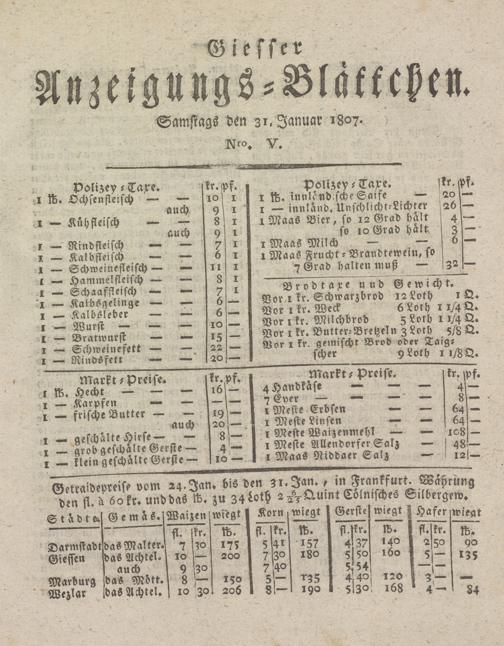 Giesser
Anzeigungs-Blättchen.
Samstags den 31. Januar 1807.
Nro. V.
Polizey-Taxe. kr. pf.
1 ℔. Ochsenfleisch — — 10 1
auch 9 1
1 — Kühfleisch — — 8 1
auch 9 1
1 — Rindfleisch — — 7 1
1 — Kalbfleisch — — 6 1
1 — Schweinefleisch — — 11 1
1 — Hammelfleisch — — 8 1
1 — Schaaffleisch — — 7 1
1 — Kalbsgelinge — — 6 —
1 — Kalbsleber — — 6 —
1 — Wurst — — 10 —
1 — Bratwurst — — 15 —
1 — Schweinefett — — 22 —
1 — Rindsfett — — 20 —
Polizey-Taxe. kr. pf.
1 ℔. innländ. sche Saife — 20 —
1 — innländ. Unschlicht-Lichter 26 —
1 Maas Bier, so 12 Grad hält 4 —
so 10 Grad hält 3 —
1 Maas Milch — — 6 —
1 Maas Frucht-Brandtewein, so
7 Grad halten muß — 32 —
Brodtaxe und Gewicht.
Vor 1 kr. Schwarzbrod 12 Loth 1 Q.
Vor 1 kr. Weck 6 Loth 1 1/4 Q.
Vor 1 kr. Milchbrod 5 Loth 1 1/4 Q.
Vor 1 kr. Butter-Bretzeln 3 Loth 5/8 Q.
Vor 1 kr. gemischt Brod oder Taig-
scher 9 Loth 1 1/8 Q.
Markt-Preise. kr. pf.
1 ℔. Hecht — — 16 —
1 — Karpfen — —
1 — frische Butter — — 19 —
auch 20 —
1 — geschälte Hirse — — 8 —
1 — grob geschälte Gerste — 4 —
1 — klein geschälte Gerste — 10 —
Markt-Preise. kr. pf.
4 Handkäse — — 4 —
7 Eyer — — 8 —
1 Meste Erbsen — — 64 —
1 Meste Linsen — — 64 —
1 Meste Waizenmehl — — 108 —
1 Meste Allendorfer Salz — 48 —
1 Maas Niddaer Salz — 12 —
Getraidepreise vom 24. Jan. bis den 31. Jan., in Frankfurt. Währung
den fl. à 60 kr. und das ℔. zu 34 Loth Quint Cölnisches Silbergew.
Städte Gemäs. Waizen wiegt Korn wiegt Gerste wiegt Hafer wiegt
fl. kr. ℔. fl. kr. ℔. fl. kr. ℔. fl. kr. ℔.
Darmstadt das Malter. 7 30 175 5 41 157 4 37 140 2 50 90
Giessen das Achtel. 10 — 200 7 30 180 5 50 160 5 — 135
auch 9 30 7 40 5 54 — —
Marburg das Mött. 8 — 150 5 — 135 4 40 120 3 —
Wezlar das Achtel. 10 30 206 8 — 190 5 30 168 4 — 84